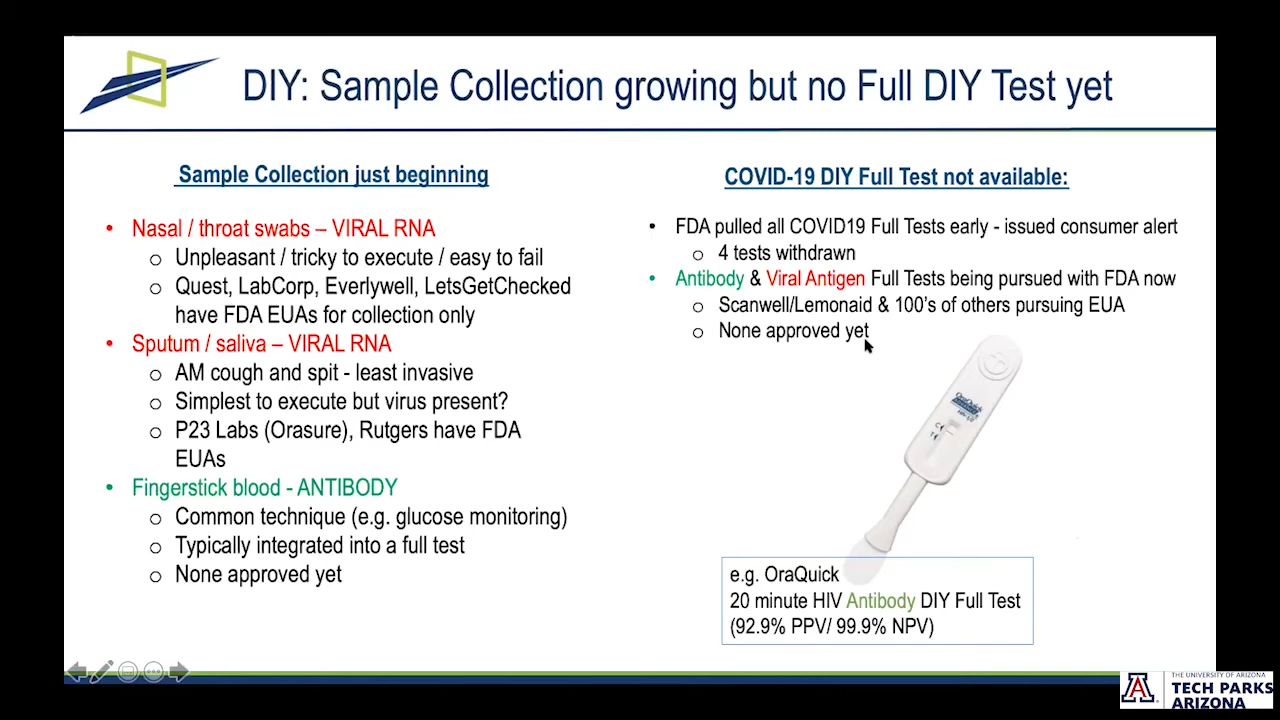 DIY: Sample Collection growing but no Full DIY Test yet
Sample Collection just beginning
• Nasal / throat swabs – VIRAL RNA
o Unpleasant / tricky to execute / easy to fail
o Quest, LabCorp, Everlywell, LetsGetChecked
have FDA EUAs for collection only
• Sputum / saliva – VIRAL RNA
o AM cough and spit - least invasive
o Simplest to execute but virus present?
o P23 Labs (Orasure), Rutgers have FDA
EUAs
• Fingerstick blood - ANTIBODY
o Common technique (e.g. glucose monitoring)
o Typically integrated into a full test
o None approved yet
COVID-19 DIY Full Test not available:
• FDA pulled all COVID19 Full Tests early - issued consumer alert
o 4 tests withdrawn
• Antibody & Viral Antigen Full Tests being pursued with FDA now
o Scanwell/Lemonaid & 100's of others pursuing EUA
o None approved yet
OraQuick
C
T
e.g. OraQuick
20 minute HIV Antibody DIY Full Test
(92.9% PPV/ 99.9% NPV)
A
THE UNIVERSITY OF ARIZONA
TECH PARKS
ARIZONA